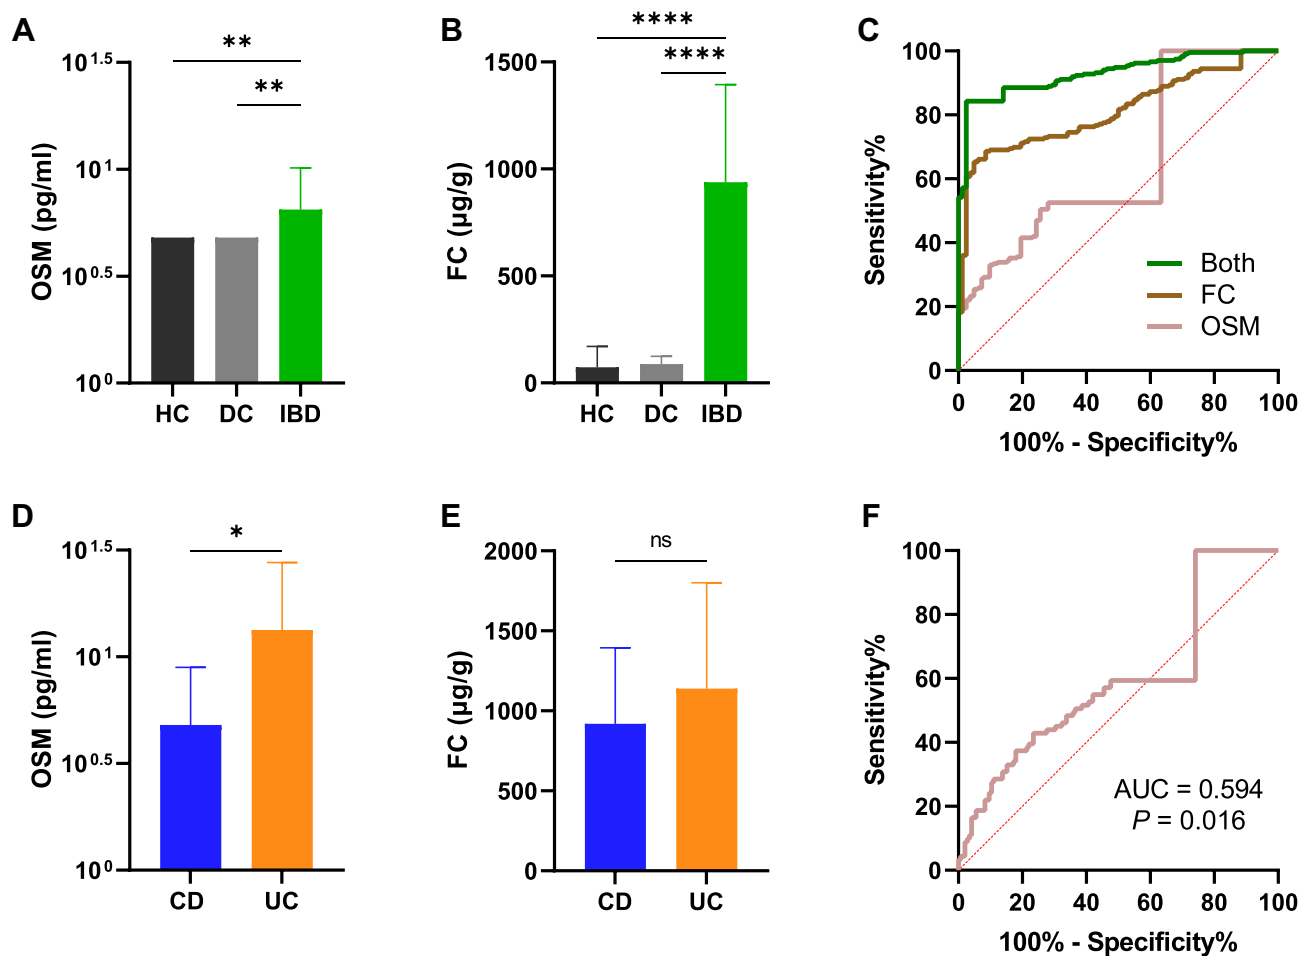 A
OSM (pg/ml)
10^1.5
10^1
10^0.5
10^0
**
**
HC DC IBD
B
FC (µg/g)
1500
1000
500
0
****
****
HC DC IBD
C
Sensitivity%
100
80
60
40
20
0
Both
FC
OSM
0 20 40 60 80 100
100% - Specificity%
D
OSM (pg/ml)
10^1.5
10^1
10^0.5
10^0
*
CD UC
E
FC (µg/g)
2000
1500
1000
500
0
ns
CD UC
F
Sensitivity%
100
80
60
40
20
0
AUC = 0.594
P = 0.016
0 20 40 60 80 100
100% - Specificity%